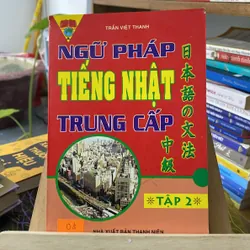 TRẦN VIỆT THANH
NGỮ PHÁP
TIẾNG NHẬT
TRUNG CẤP
日本語の文法
中級
TẬP 2
NHÀ XUẤT BẢN THANH NIÊN